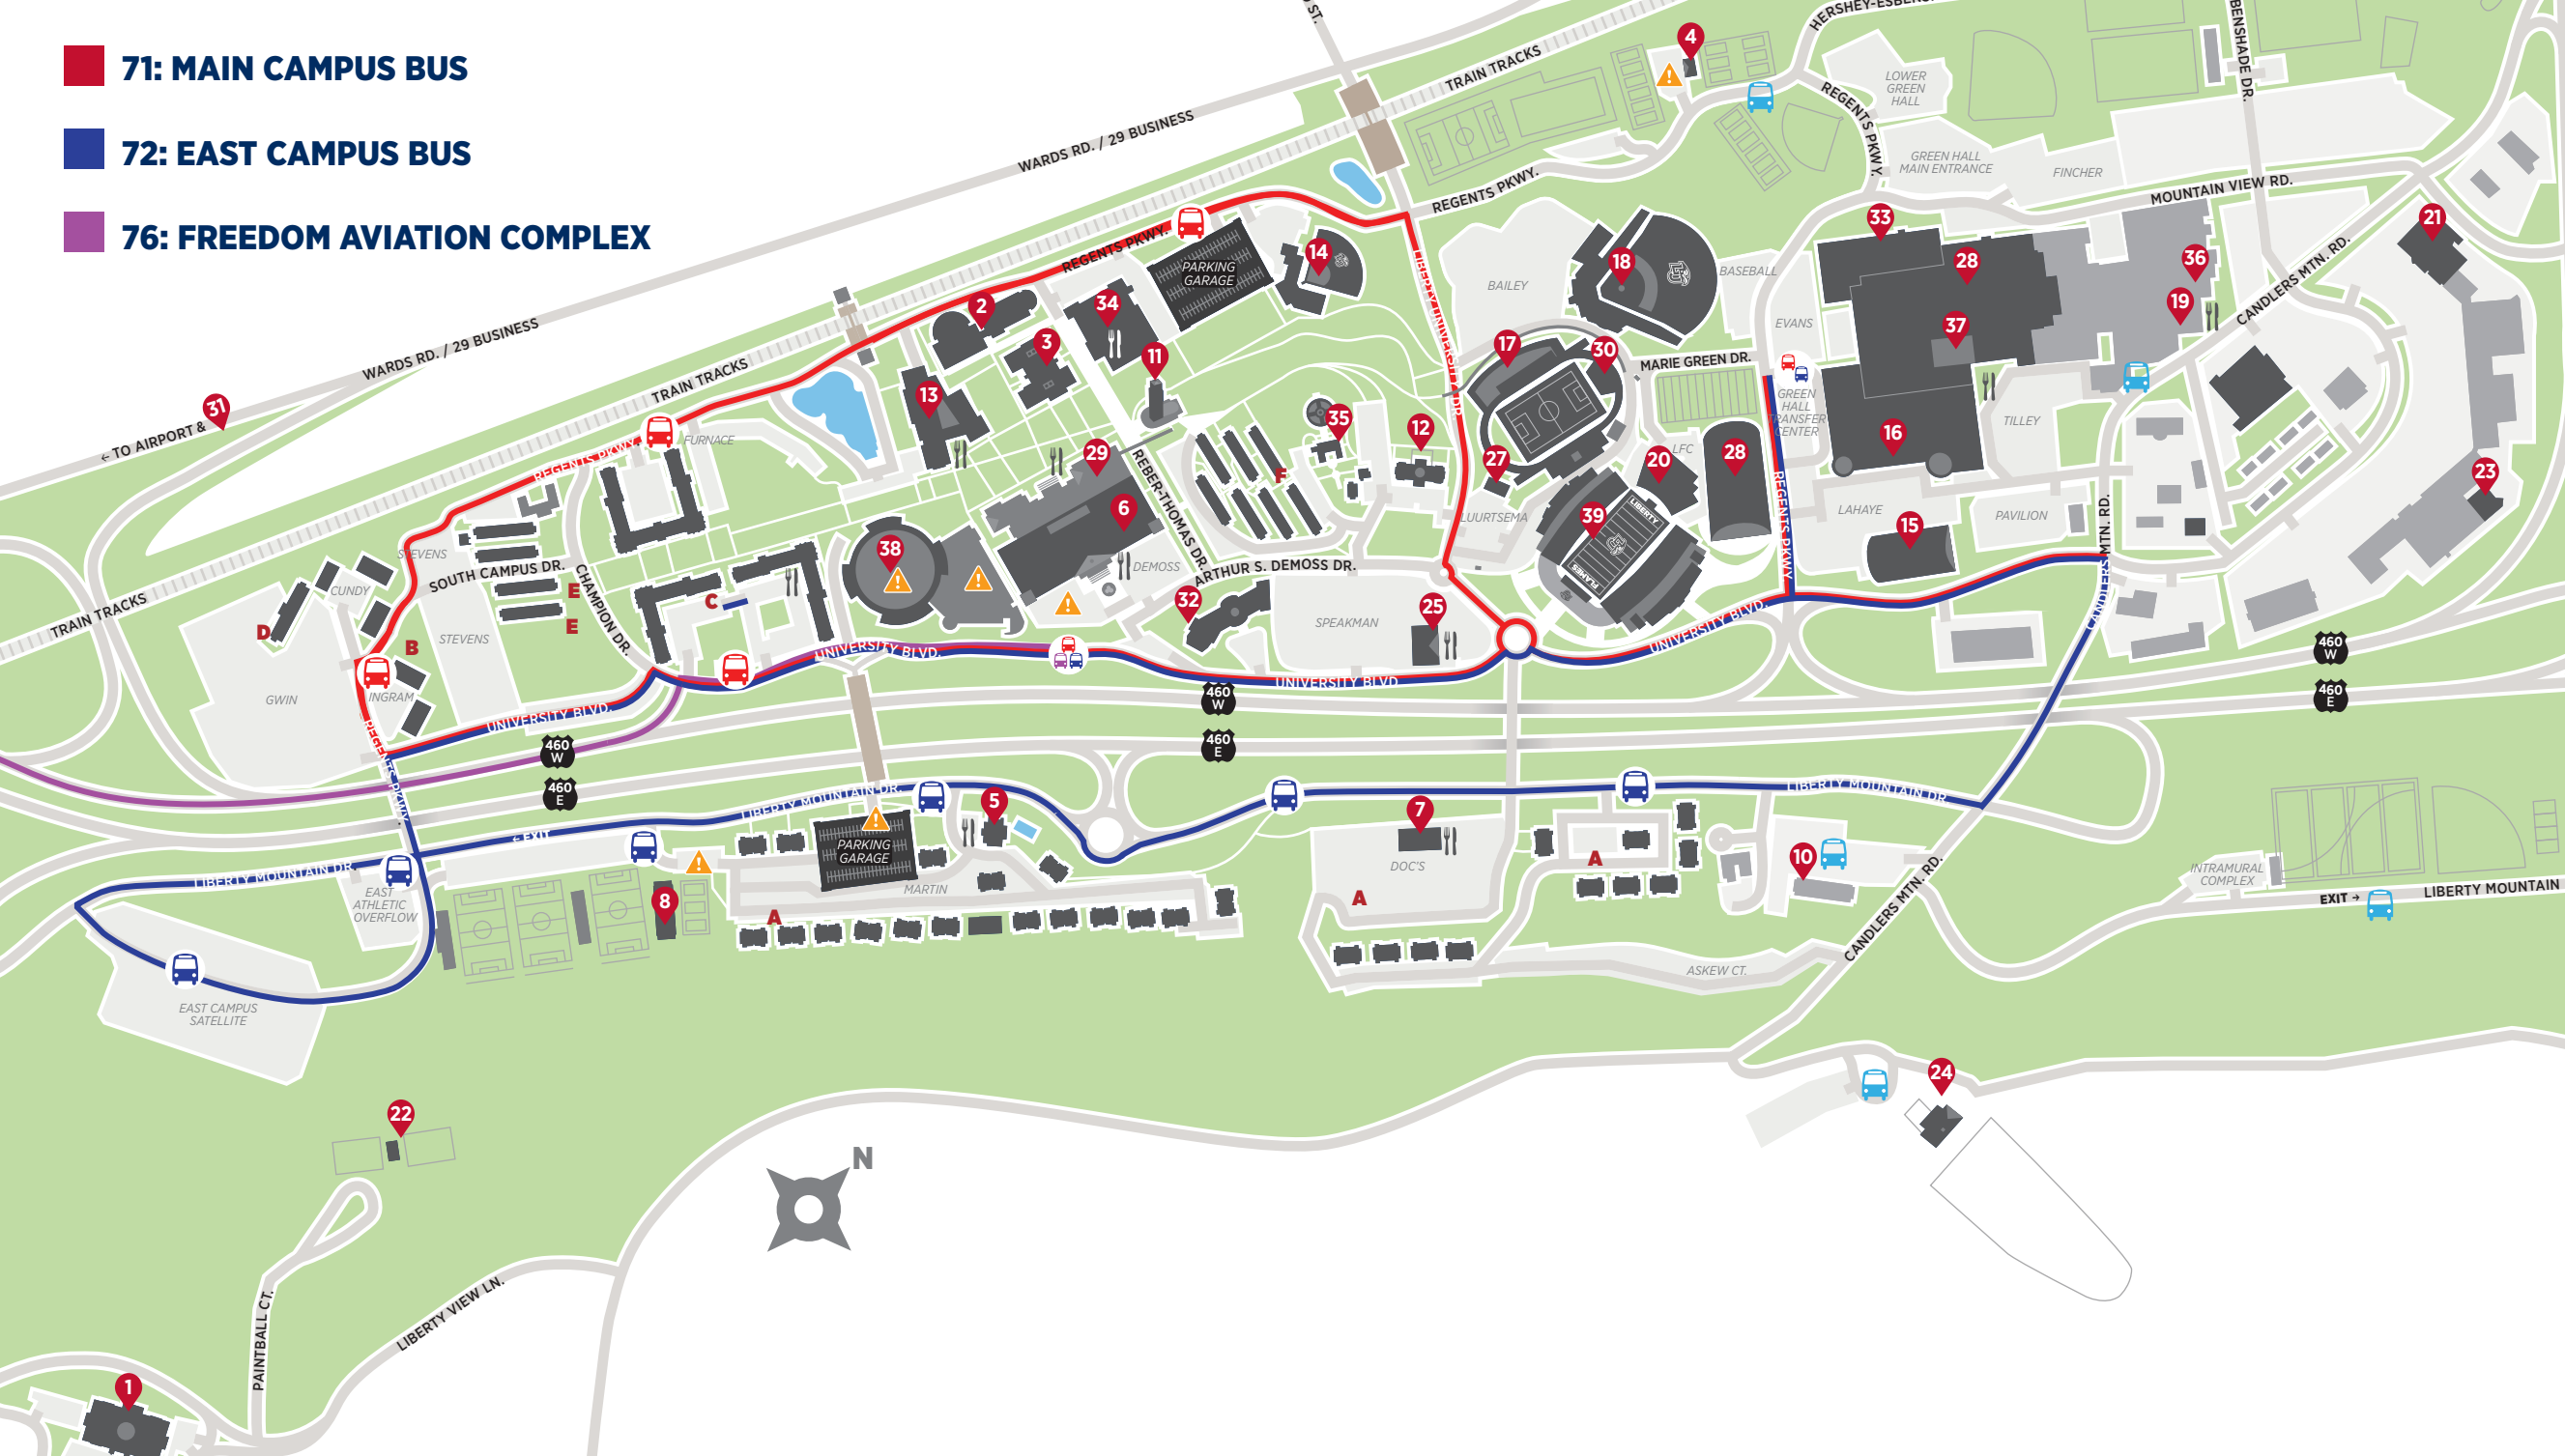 71: MAIN CAMPUS BUS
72: EAST CAMPUS BUS
76: FREEDOM AVIATION COMPLEX
ST.
TRAIN TRACKS
WARDS RD. / 29 BUSINESS
4
REGENTS PKWY.
LOWER
GREEN
HALL
GREEN HALL
MAIN ENTRANCE
FINCHER
MOUNTAIN VIEW RD.
REGENTS PKWY.
REGENTS PKWY.
PARKING
GARAGE
14
LIBERTY UNIVERSITY DR.
BAILEY
18
BASEBALL
33
28
36
19
37
21
CANDLERS MTN. RD.
EVANS
2
34
3
11
13
WARDS RD. / 29 BUSINESS
TRAIN TRACKS
31
← TO AIRPORT &
17
30
MARIE GREEN DR.
GREEN
HALL
TRANSFER
CENTER
TILLEY
16
35
12
F
27
20
LFC
28
REGENTS PKWY
LAHAYE
PAVILION
15
23
FURNACE
REGENTS PKWY.
29
6
REBER-THOMAS DR.
LUURTSEMA
39
LIBERTY
FLAMES
CANDLERS MTN. RD.
STEVENS
SOUTH CAMPUS DR.
CHAMPION DR.
38
DEMOSS
ARTHUR S. DEMOSS DR.
32
SPEAKMAN
25
CUNDY
E
E
C
D
B
STEVENS
TRAIN TRACKS
GWIN
INGRAM
UNIVERSITY BLVD.
UNIVERSITY BLVD.
UNIVERSITY BLVD
UNIVERSITY BLVD.
460
W
460
E
460
W
460
E
460
W
460
E
REGENTS PKWY.
LIBERTY MOUNTAIN DR.
LIBERTY MOUNTAIN DR.
LIBERTY MOUNTAIN DR
← EXIT
5
PARKING
GARAGE
MARTIN
A
8
EAST
ATHLETIC
OVERFLOW
EAST CAMPUS
SATELLITE
7
DOC'S
A
A
10
CANDLERS MTN. RD.
ASKEW CT.
INTRAMURAL
COMPLEX
EXIT →
LIBERTY MOUNTAIN
22
24
N
PAINTBALL CT.
LIBERTY VIEW LN.
1